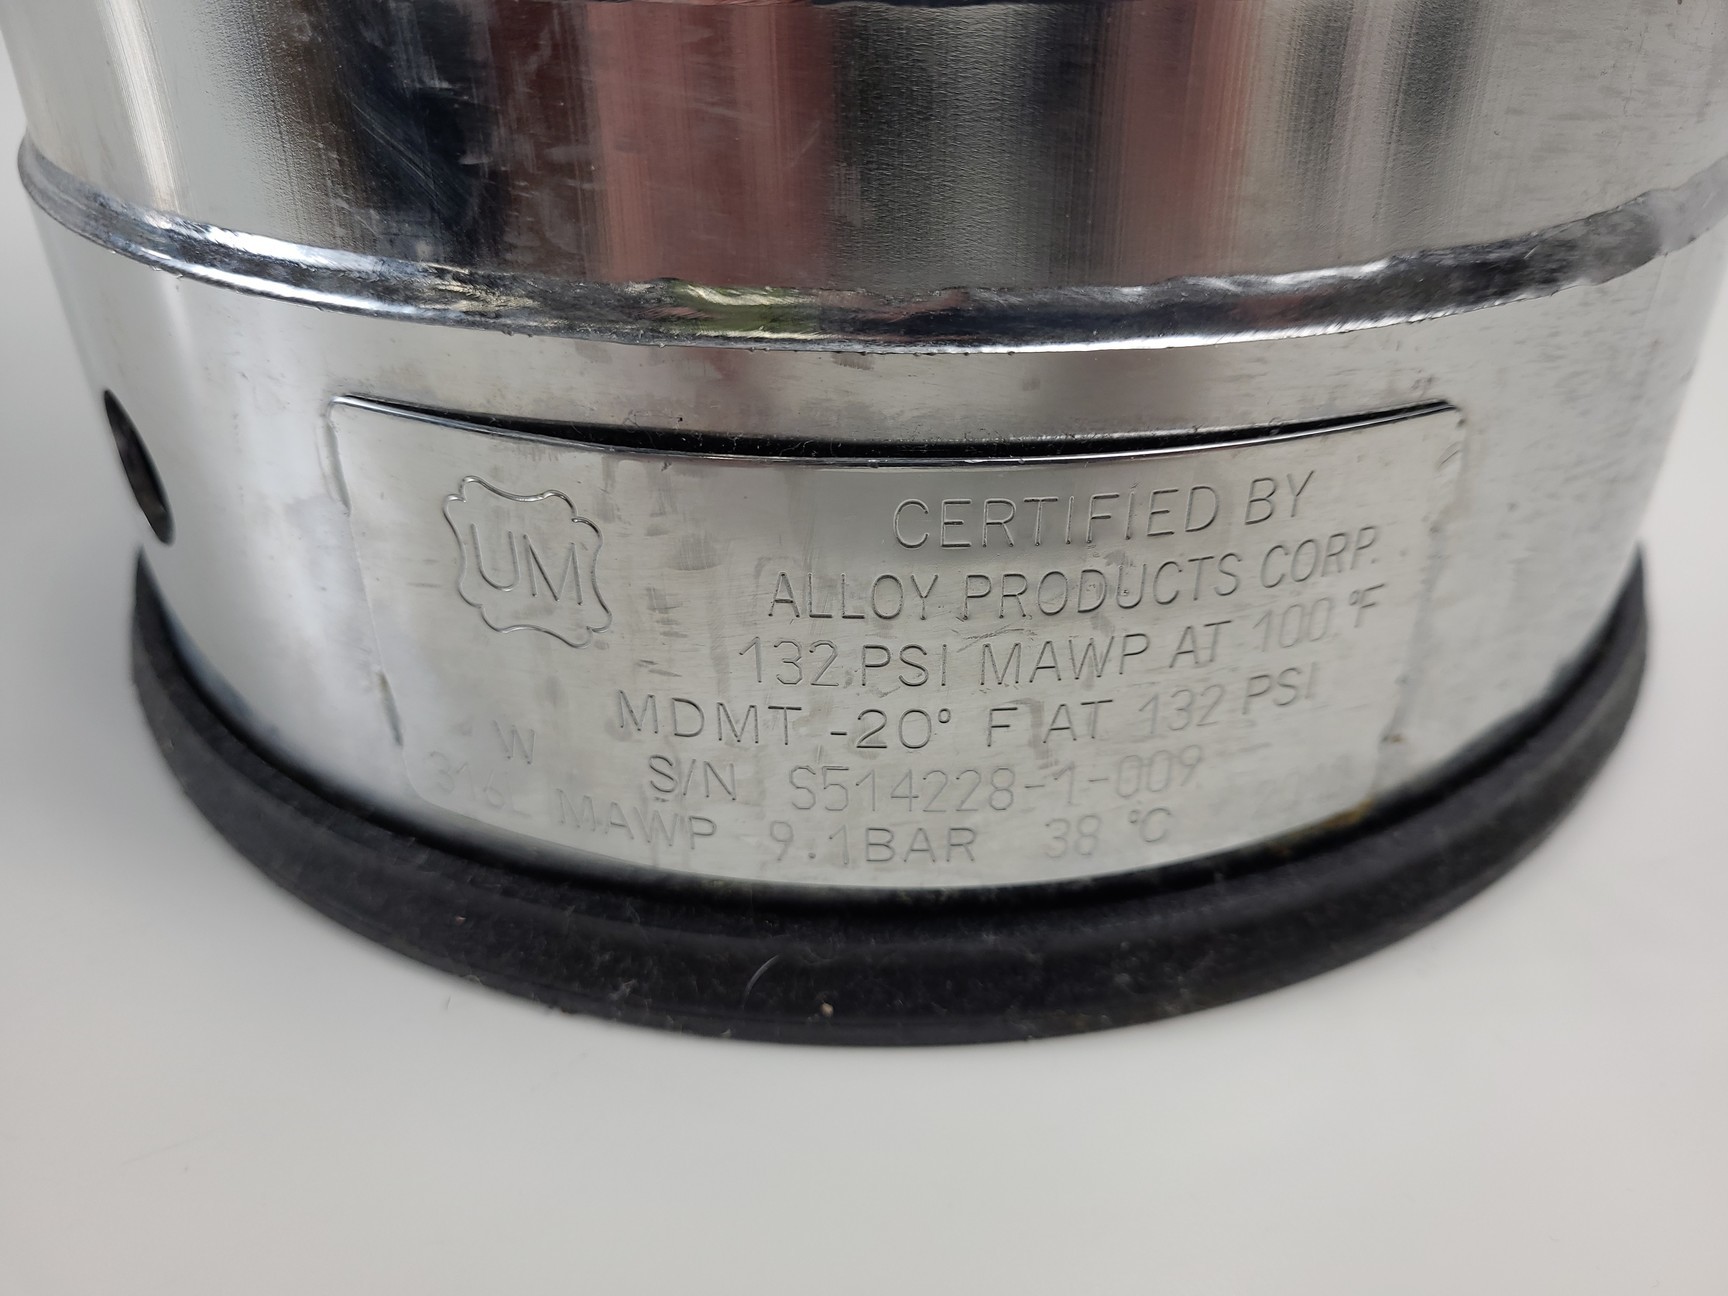 UM
CERTIFIED BY
ALLOY PRODUCTS CORP.
132 PSI MAWP AT 100 °F
MDMT -20° F AT 132 PSI
W
S/N S514228-1-009
316L MAWP 9.1BAR 38 °C